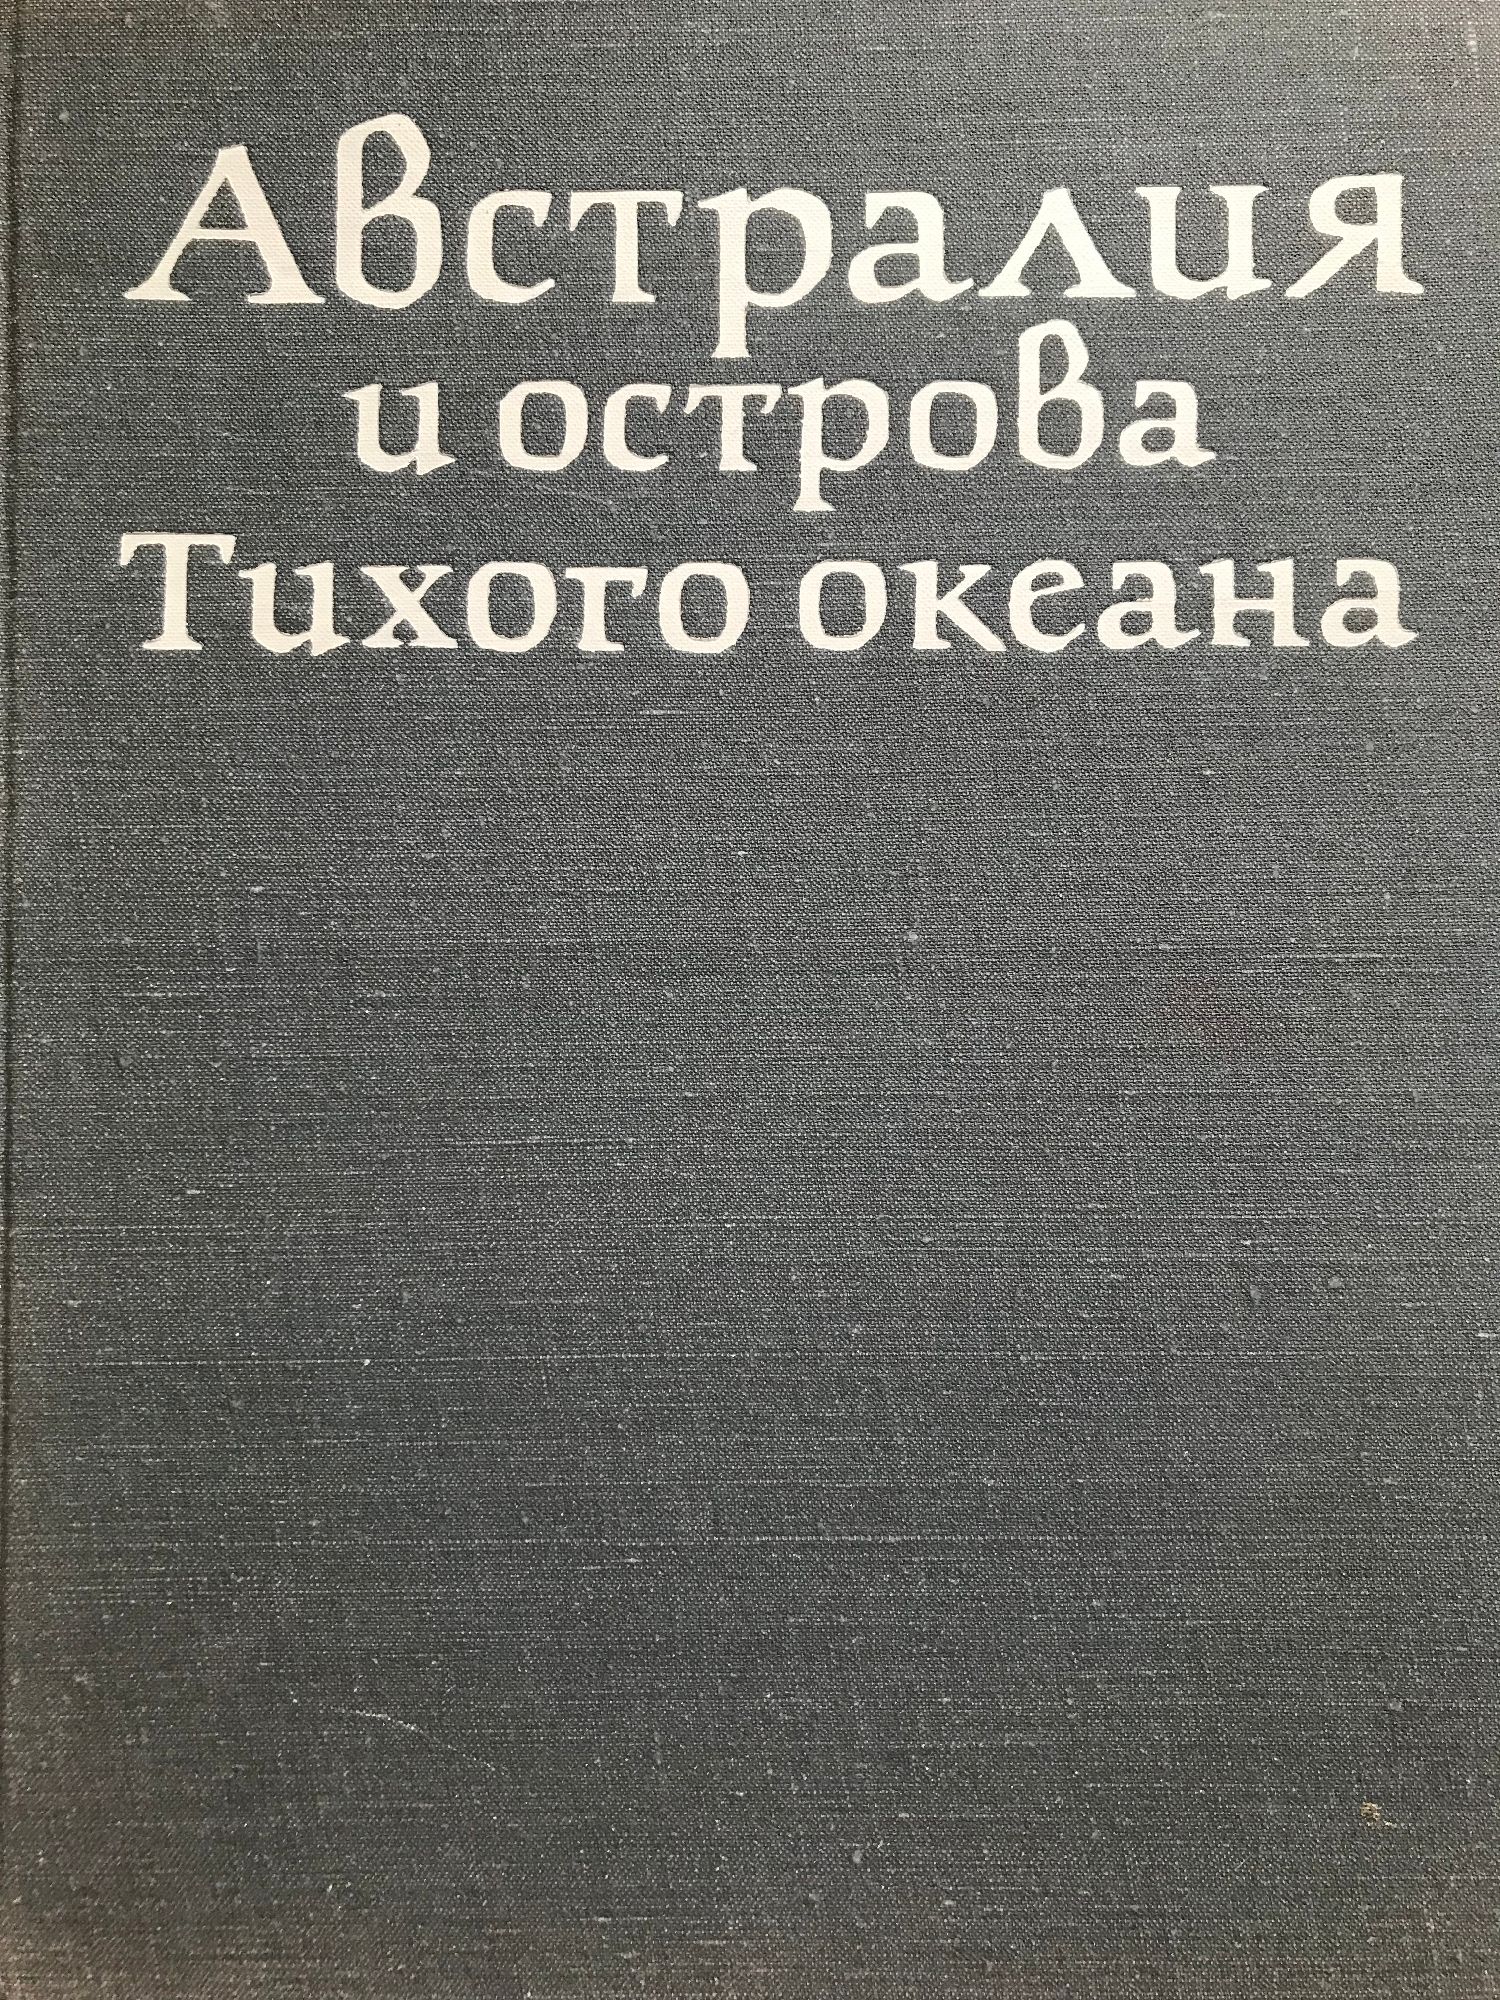 Австралия
и острова
Тихого океана